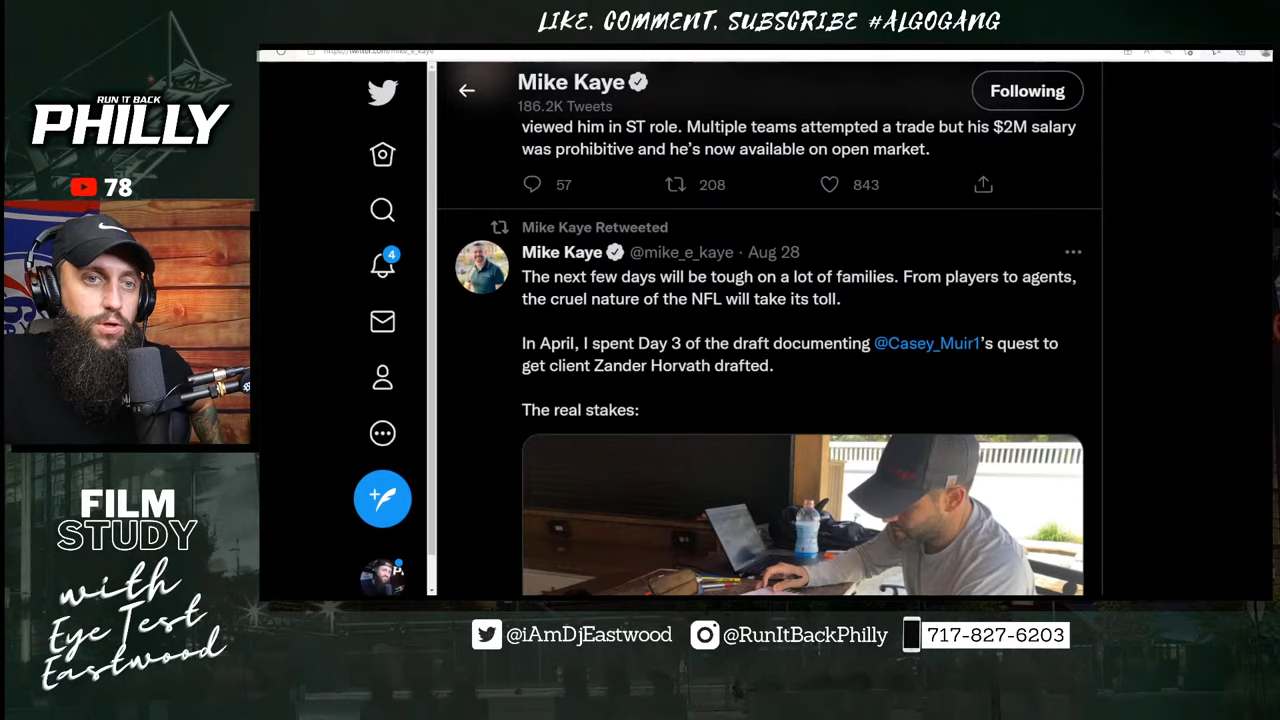 LIKE, COMMENT, SUBSCRIBE #ALGOGANG
https://twitter.com/mike_e_kaye
RUN IT BACK
PHILLY
78
Mike Kaye
186.2K Tweets
Following
viewed him in ST role. Multiple teams attempted a trade but his $2M salary
was prohibitive and he's now available on open market.
57
208
843
Mike Kaye Retweeted
Mike Kaye @mike_e_kaye · Aug 28
The next few days will be tough on a lot of families. From players to agents,
the cruel nature of the NFL will take its toll.
In April, I spent Day 3 of the draft documenting @Casey_Muir1's quest to
get client Zander Horvath drafted.
The real stakes:
4
FILM
STUDY
with
Eye Test
Eastwood
@iAmDjEastwood
@RunItBackPhilly
717-827-6203